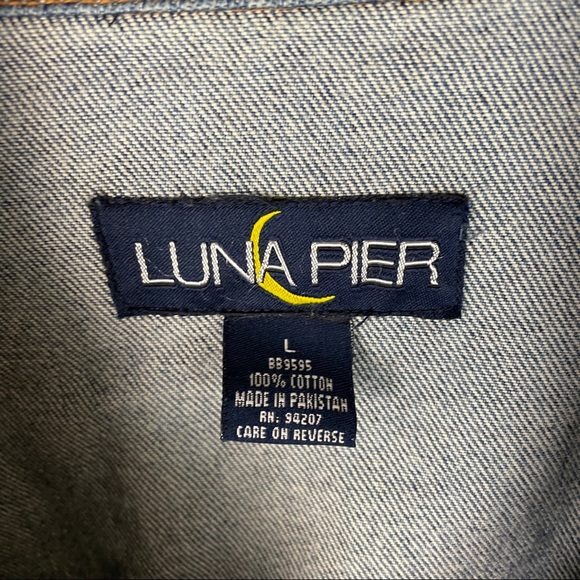 LUNA PIER
L
BB9595
100% COTTON
MADE IN PAKISTAN
RN: 94207
CARE ON REVERSE